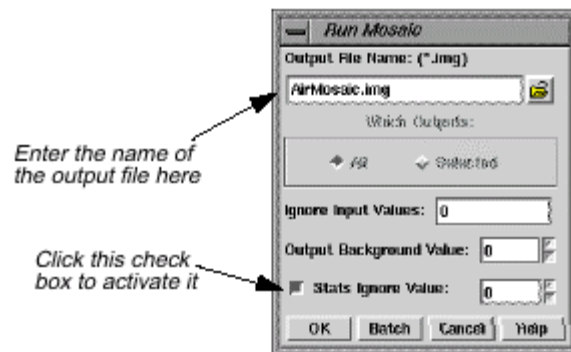 Run Mosaic
Output File Name: (*.img)
AirMosaic.img
Which Outputs:
All Selected
Enter the name of
the output file here
Ignore Input Values: 0
Output Background Value: 0
Click this check
box to activate it
Stats Ignore Value: 0
OK Batch Cancel Help